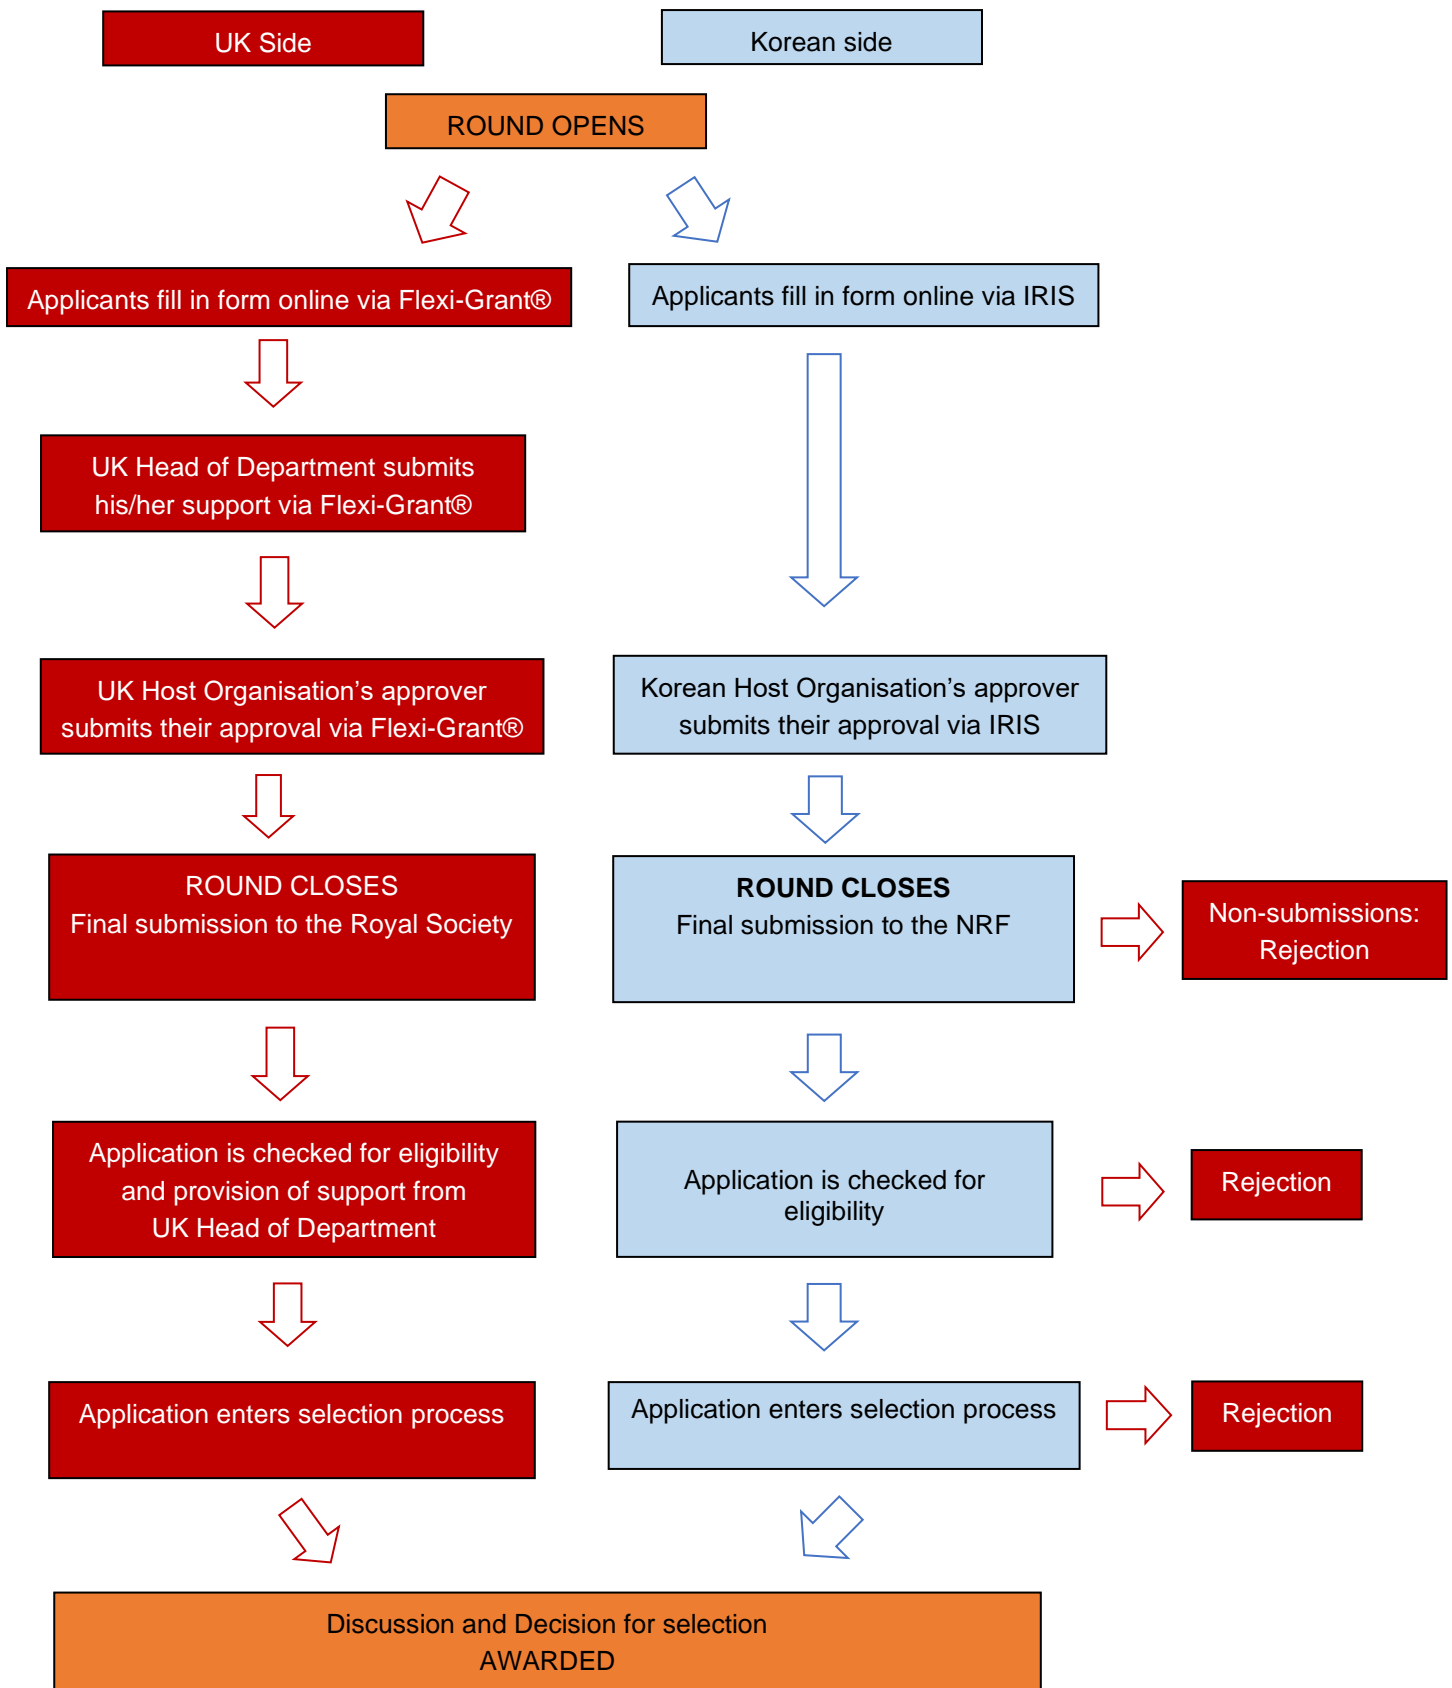 UK Side
Korean side
ROUND OPENS
Applicants fill in form online via Flexi-Grant®
Applicants fill in form online via IRIS
UK Head of Department submits
his/her support via Flexi-Grant®
UK Host Organisation’s approver
submits their approval via Flexi-Grant®
Korean Host Organisation’s approver
submits their approval via IRIS
ROUND CLOSES
Final submission to the Royal Society
ROUND CLOSES
Final submission to the NRF
Non-submissions:
Rejection
Application is checked for eligibility
and provision of support from
UK Head of Department
Application is checked for
eligibility
Rejection
Application enters selection process
Application enters selection process
Rejection
Discussion and Decision for selection
AWARDED